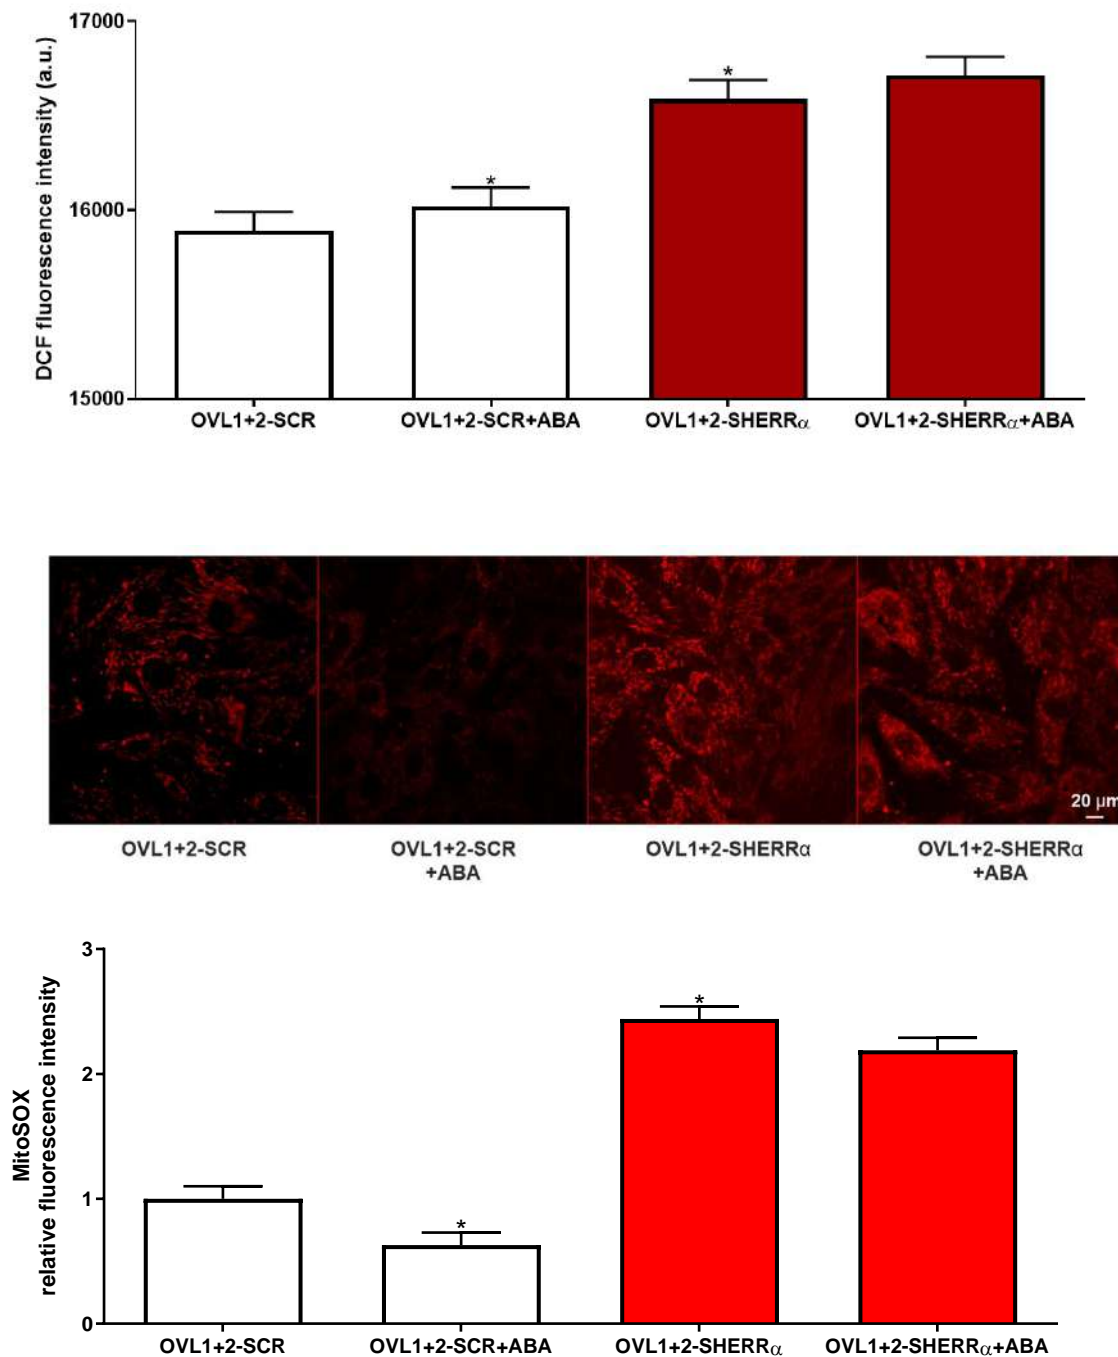 DCF fluorescence intensity (a.u.)
17000
16000
15000
*
*
OVL1+2-SCR
OVL1+2-SCR+ABA
OVL1+2-SHERRα
OVL1+2-SHERRα+ABA
20 μm
OVL1+2-SCR
OVL1+2-SCR
+ABA
OVL1+2-SHERRα
OVL1+2-SHERRα
+ABA
MitoSOX
relative fluorescence intensity
3
2
1
0
*
*
OVL1+2-SCR
OVL1+2-SCR+ABA
OVL1+2-SHERRα
OVL1+2-SHERRα+ABA